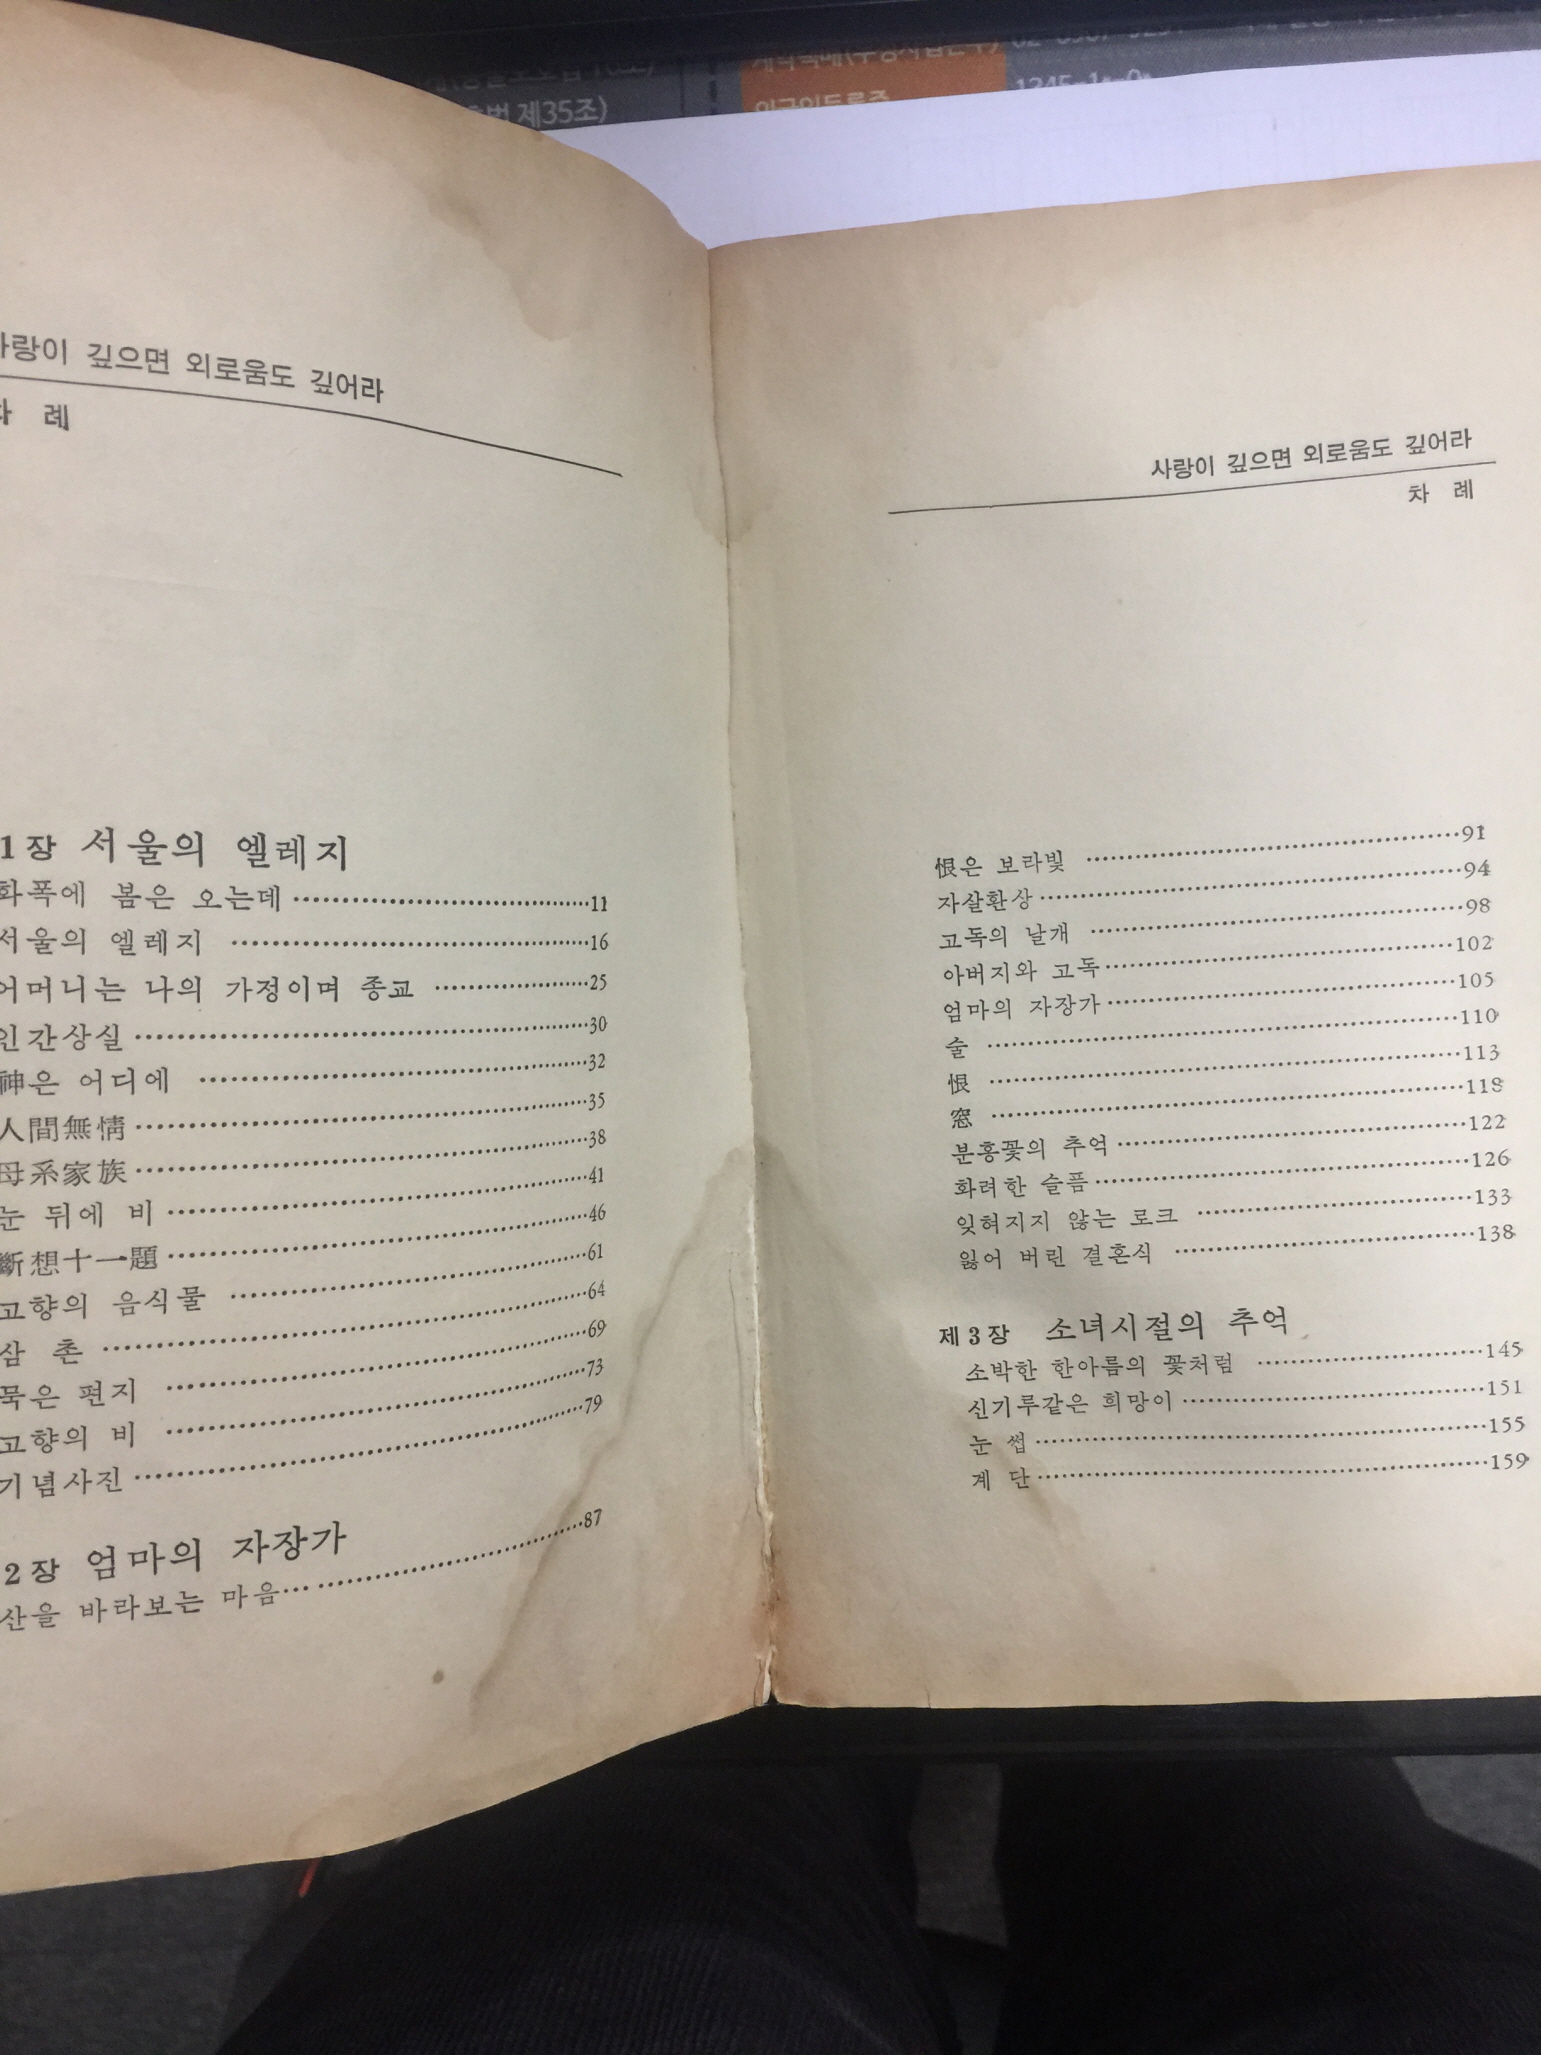 법 제35조)
사랑이 깊으면 외로움도 깊어라
차 례
1장 서울의 엘레지
화폭에 봄은 오는데 11
서울의 엘레지 16
어머니는 나의 가정이며 종교 25
인간상실 30
神은 어디에 32
人間無情 35
母系家族 38
눈 뒤에 비 41
斷想十一題 46
고향의 음식물 61
삼 촌 64
묵은 편지 69
고향의 비 73
기념사진 79
2장 엄마의 자장가
산을 바라보는 마음 87
사랑이 깊으면 외로움도 깊어라
차 례
恨은 보라빛 91
자살환상 94
고독의 날개 98
아버지와 고독 102
엄마의 자장가 105
술 110
恨 113
窓 118
분홍꽃의 추억 122
화려한 슬픔 126
잊혀지지 않는 로크 133
잃어 버린 결혼식 138
제3장 소녀시절의 추억
소박한 한아름의 꽃처럼 145
신기루같은 희망이 151
눈 썹 155
계 단 159